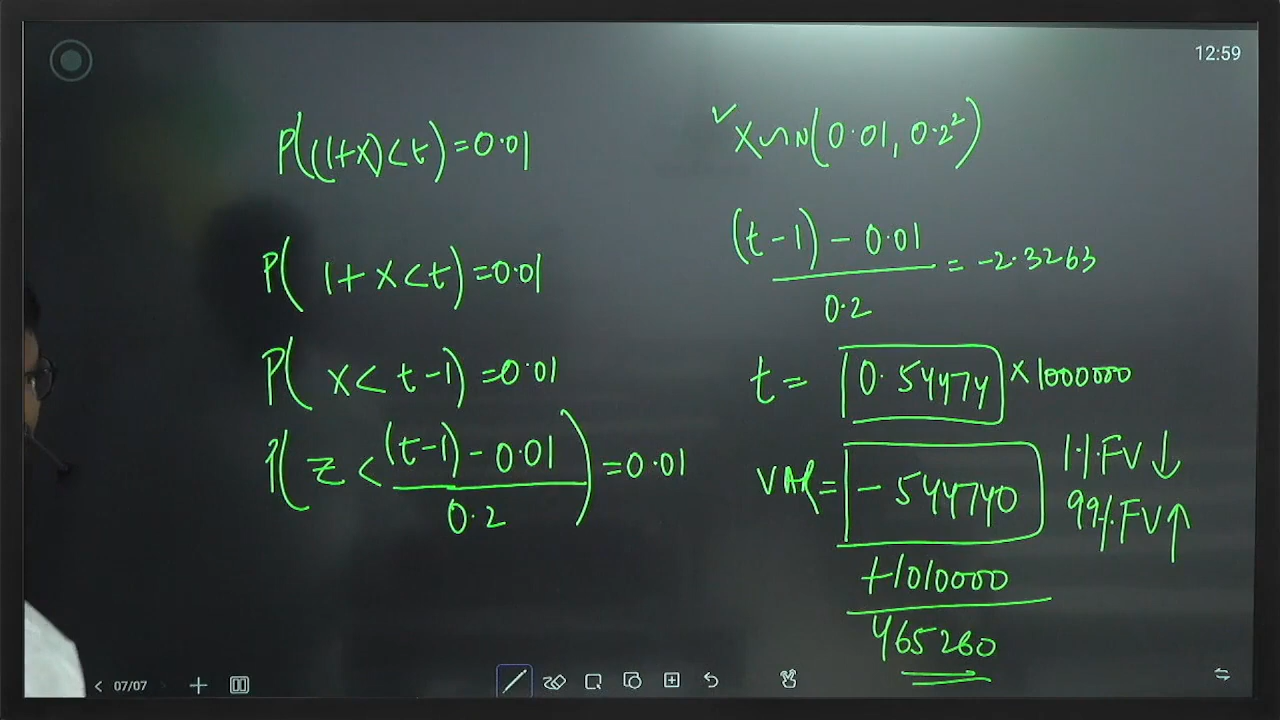 12:59
P((1+x)<t)=0.01
P(1+x<t)=0.01
P(x<t-1)=0.01
P(z<((t-1)-0.01)/0.2)=0.01
✓X~N(0.01, 0.2²)
((t-1)-0.01)/0.2 = -2.3263
t = 0.54474 × 1000000
VAR = -544740
+1010000
465260
1% FV ↓
99% FV ↑
07/07